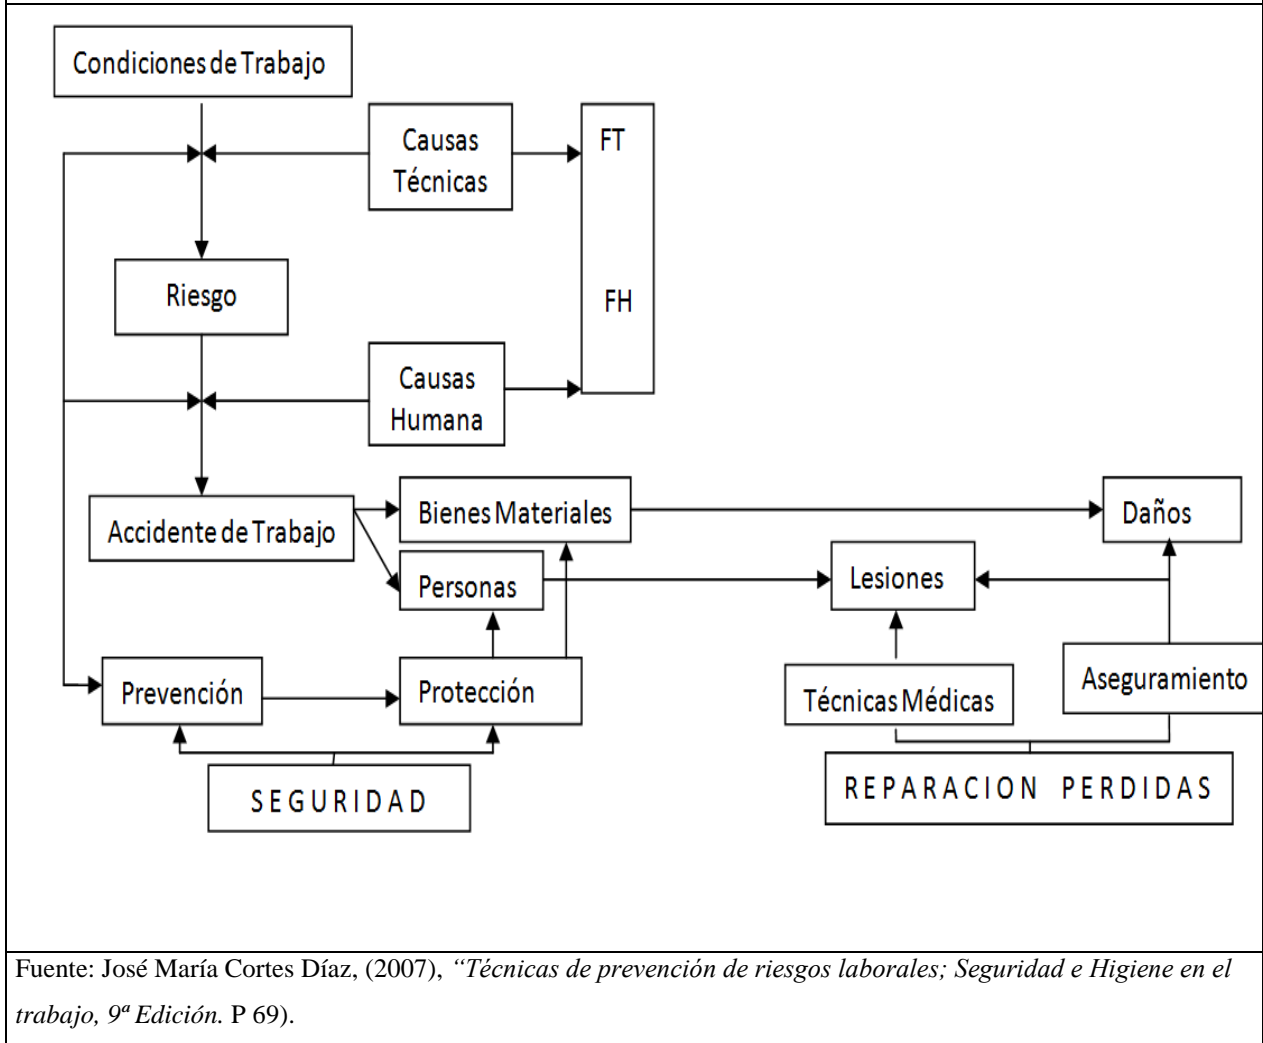 Condiciones de Trabajo
Causas
Técnicas
FT
Riesgo
FH
Causas
Humana
Accidente de Trabajo
Bienes Materiales
Daños
Personas
Lesiones
Prevención
Protección
Técnicas Médicas
Aseguramiento
SEGURIDAD
REPARACION PERDIDAS
Fuente: José María Cortes Díaz, (2007), “Técnicas de prevención de riesgos laborales; Seguridad e Higiene en el
trabajo, 9ª Edición. P 69).